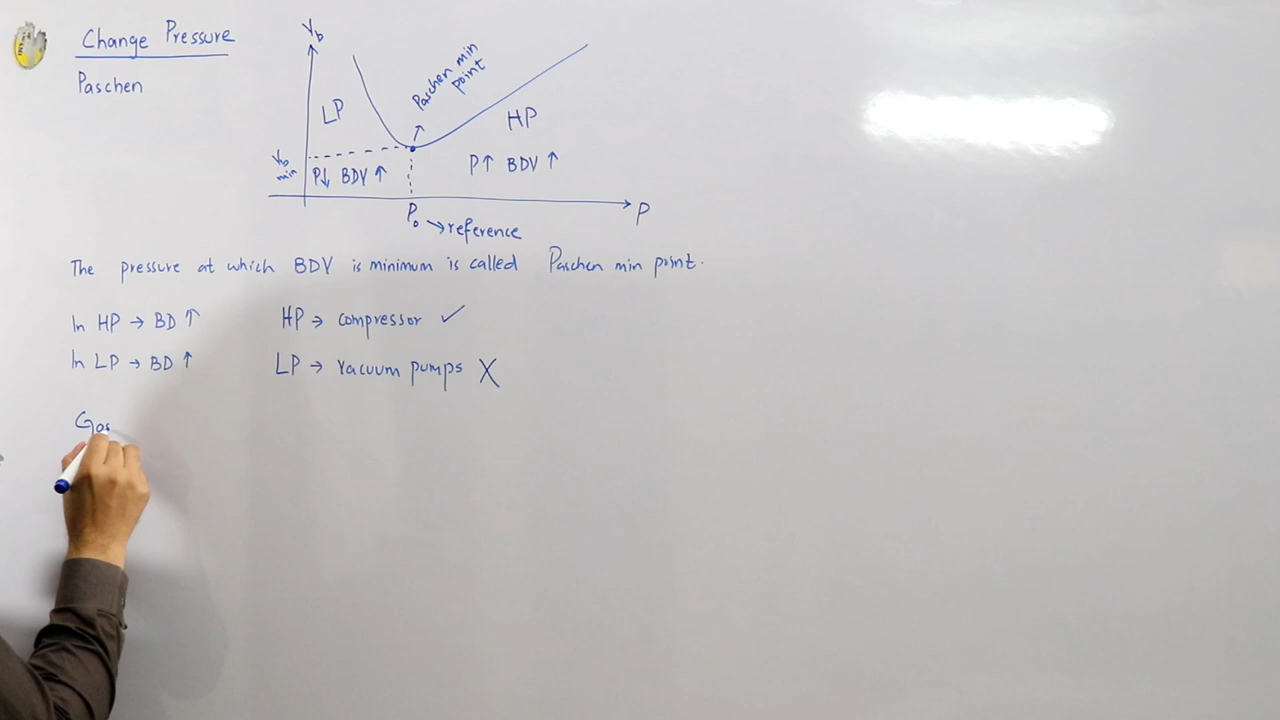 Change Pressure
Paschen
Vb
LP
Paschen min
point
HP
Vb
min
P↓ BDV ↑
P↑ BDV ↑
P₀ → reference
P
The pressure at which BDV is minimum is called Paschen min point.
In HP → BD ↑
HP → compressor ✓
In LP → BD ↑
LP → vacuum pumps X
Gas